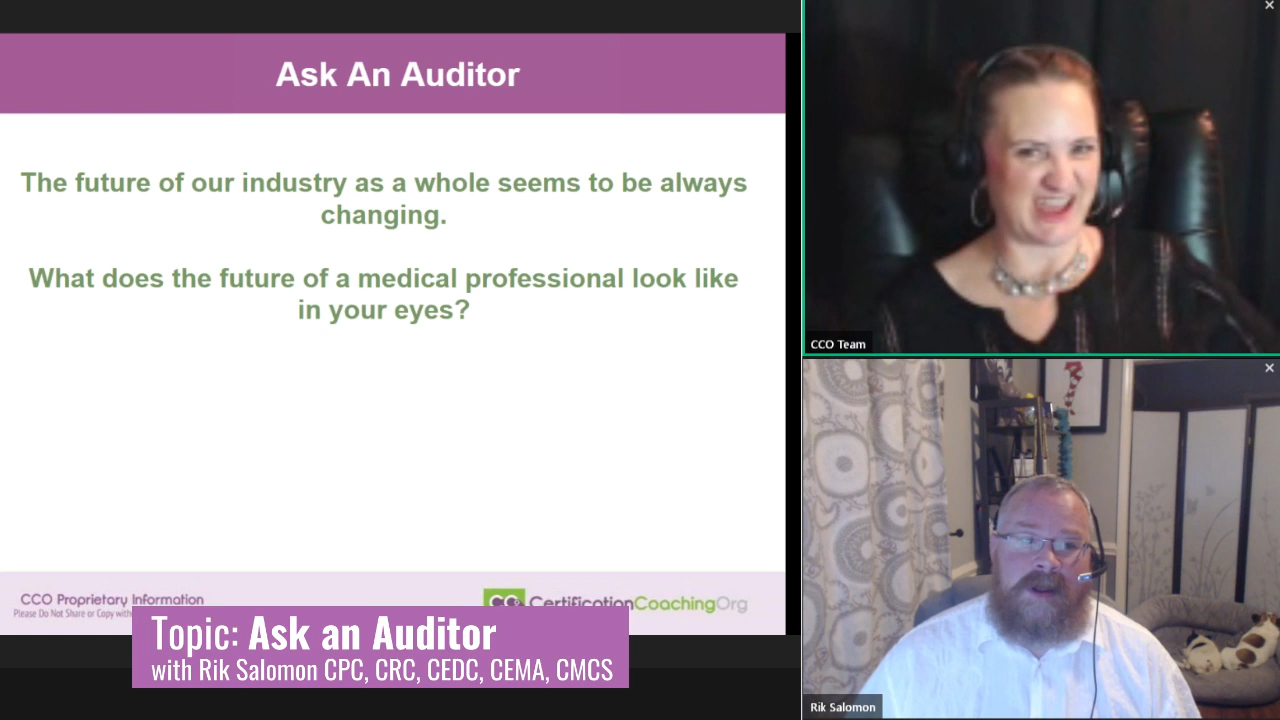 Ask An Auditor
The future of our industry as a whole seems to be always
changing.
What does the future of a medical professional look like
in your eyes?
CCO Proprietary Information
Please Do Not Share or Copy
CertificationCoachingOrg
Topic: Ask an Auditor
with Rik Salomon CPC, CRC, CEDC, CEMA, CMCS
CCO Team
Rik Salomon